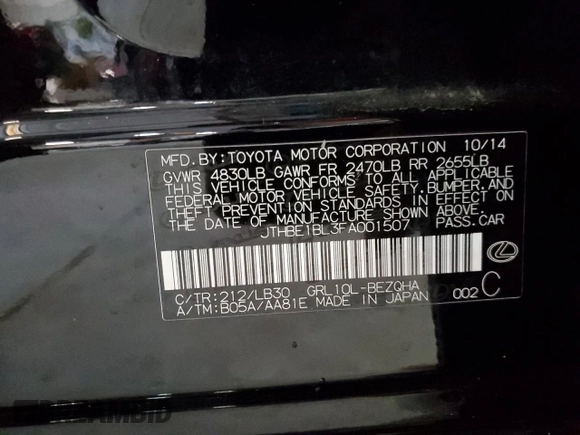 MFD. BY: TOYOTA MOTOR CORPORATION 10/14
GVWR 4830LB GAWR FR 2470LB RR 2655LB
THIS VEHICLE CONFORMS TO ALL APPLICABLE
FEDERAL MOTOR VEHICLE SAFETY, BUMPER, AND
THEFT PREVENTION STANDARDS IN EFFECT ON
THE DATE OF MANUFACTURE SHOWN ABOVE.
JTHBE1BL3FA001507 PASS.CAR
C/TR:212/LB30 GRL10L-BEZQHA
A/TM:B05A/AA81E MADE IN JAPAN 002 C
DREAMBID